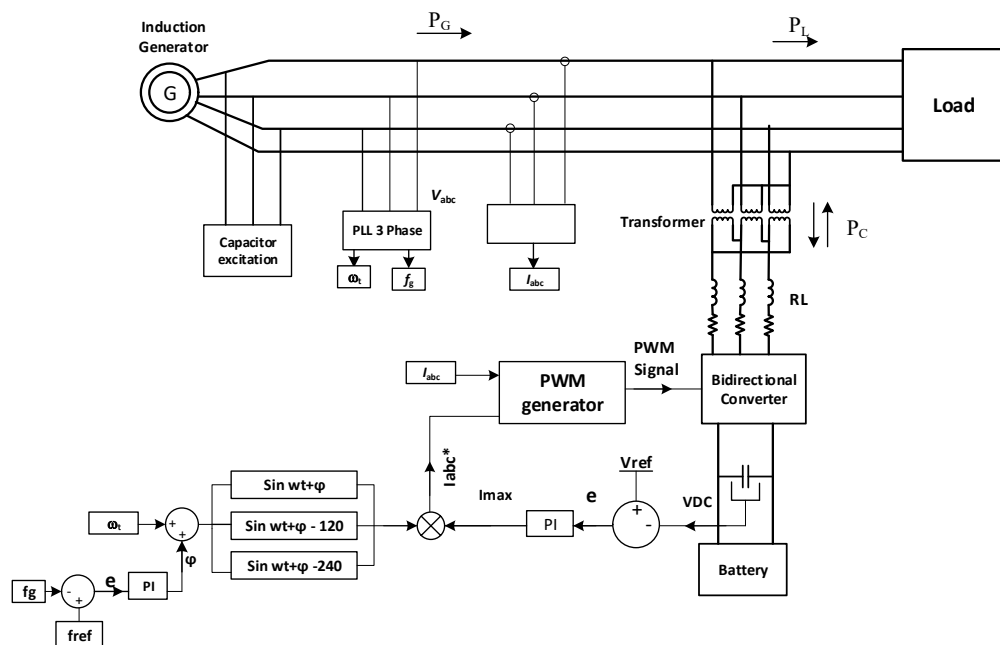 Induction
Generator
G
P_G
P_L
Load
V_abc
PLL 3 Phase
Capacitor
excitation
ω_t
f_g
I_abc
Transformer
P_C
RL
I_abc
PWM
generator
PWM
Signal
Bidirectional
Converter
Iabc*
Vref
+
-
VDC
Imax
e
PI
Sin wt+φ
Sin wt+φ - 120
Sin wt+φ -240
ω_t
+
+
φ
Battery
fg
-
+
e
PI
fref